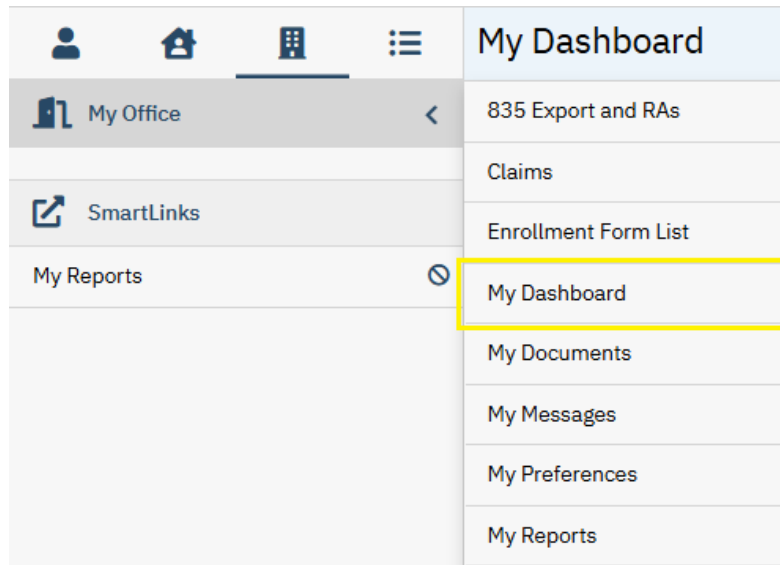 My Dashboard
My Office
SmartLinks
My Reports
835 Export and RAs
Claims
Enrollment Form List
My Dashboard
My Documents
My Messages
My Preferences
My Reports